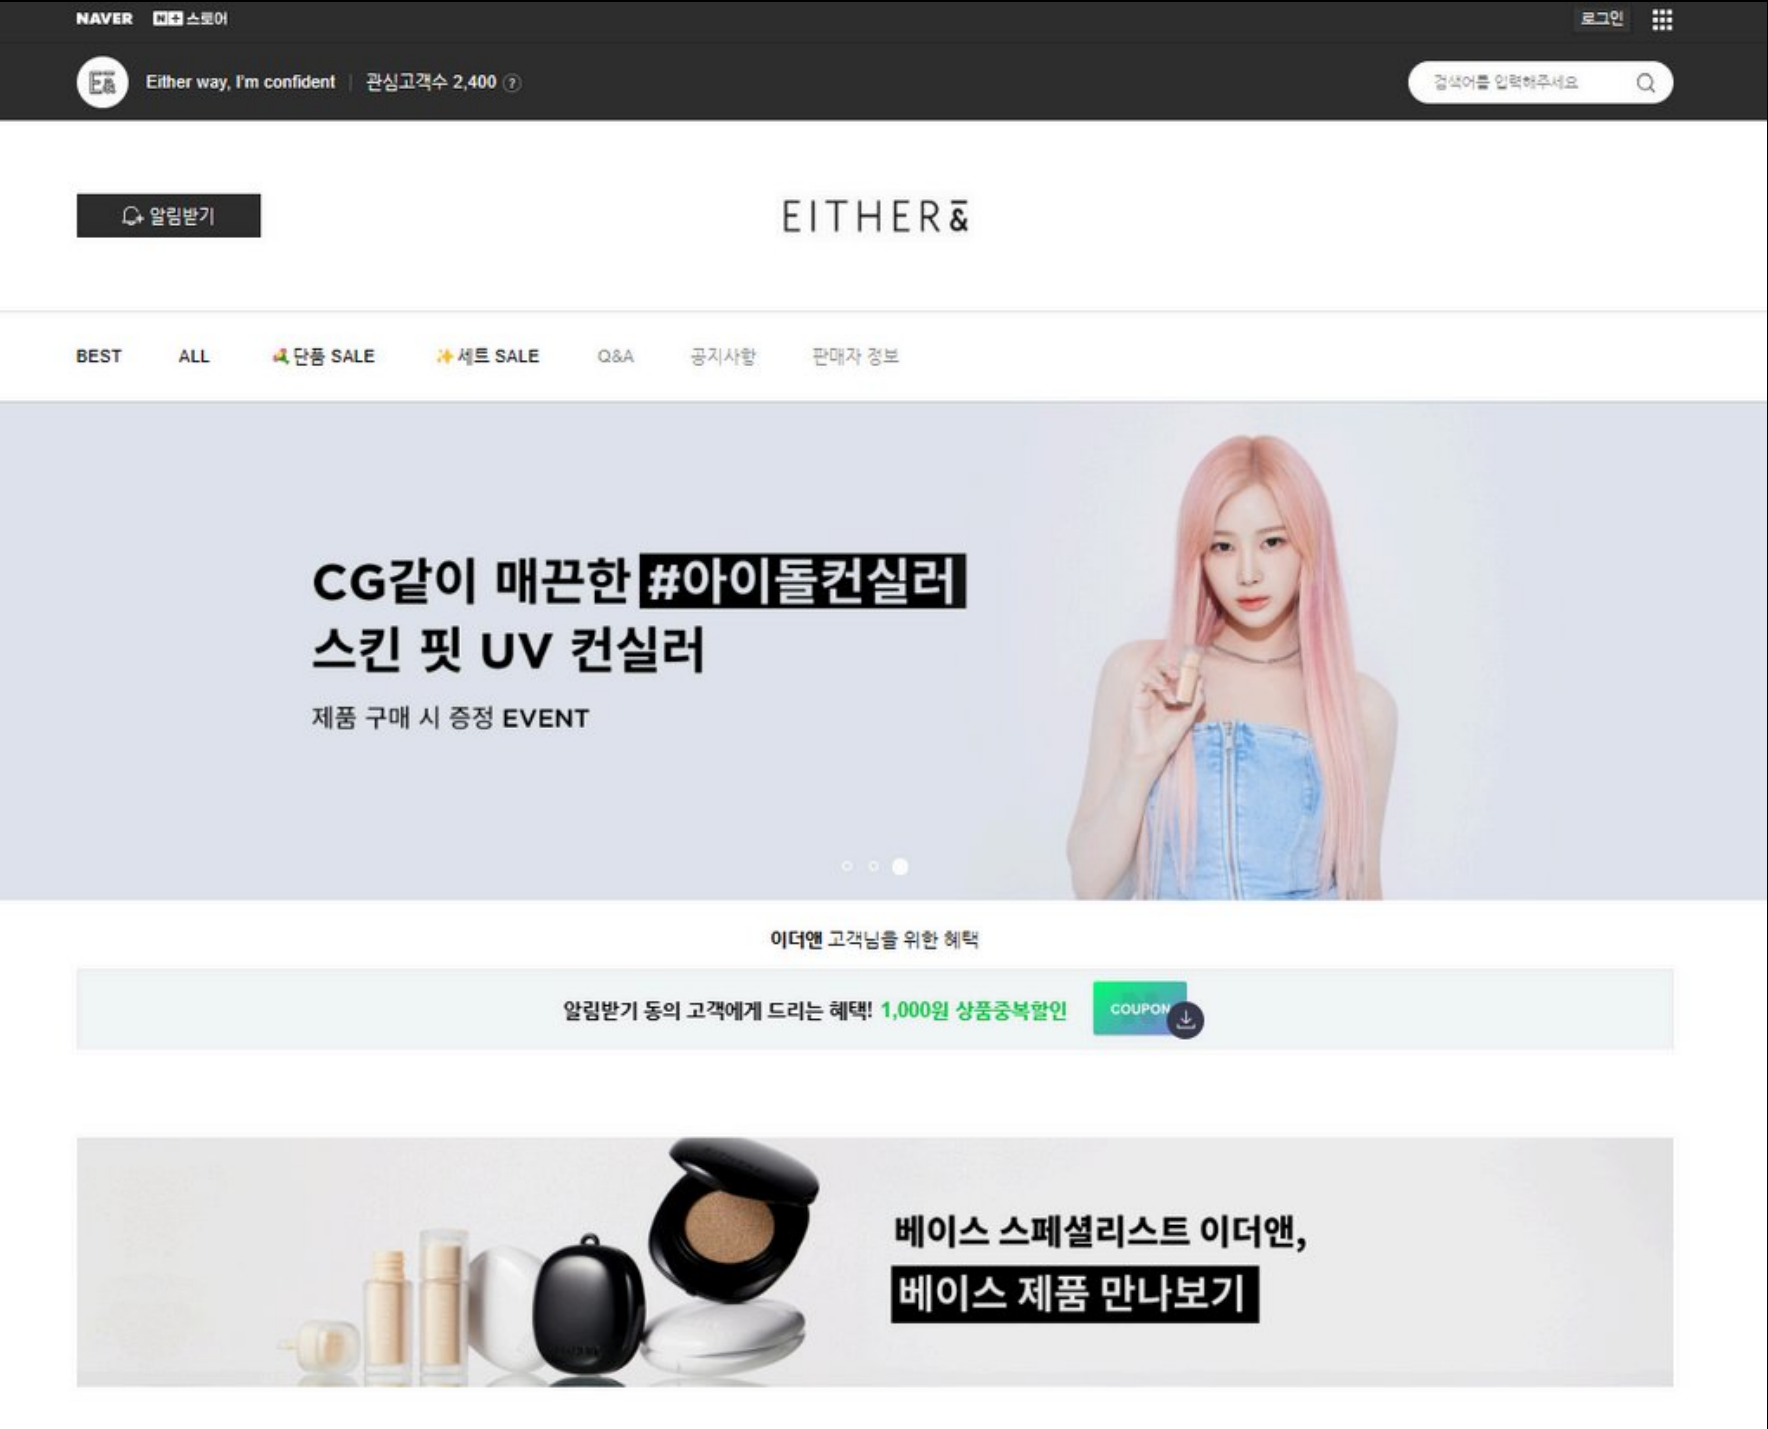 NAVER N+ 스토어 로그인
E& Either way, I'm confident 관심고객수 2,400 ? 검색어를 입력해주세요
알림받기
EITHER&
BEST ALL 단품 SALE 세트 SALE Q&A 공지사항 판매자 정보
CG같이 매끈한 #아이돌컨실러
스킨 핏 UV 컨실러
제품 구매 시 증정 EVENT
이더앤 고객님을 위한 혜택
알림받기 동의 고객에게 드리는 혜택! 1,000원 상품중복할인 COUPON
베이스 스페셜리스트 이더앤,
베이스 제품 만나보기